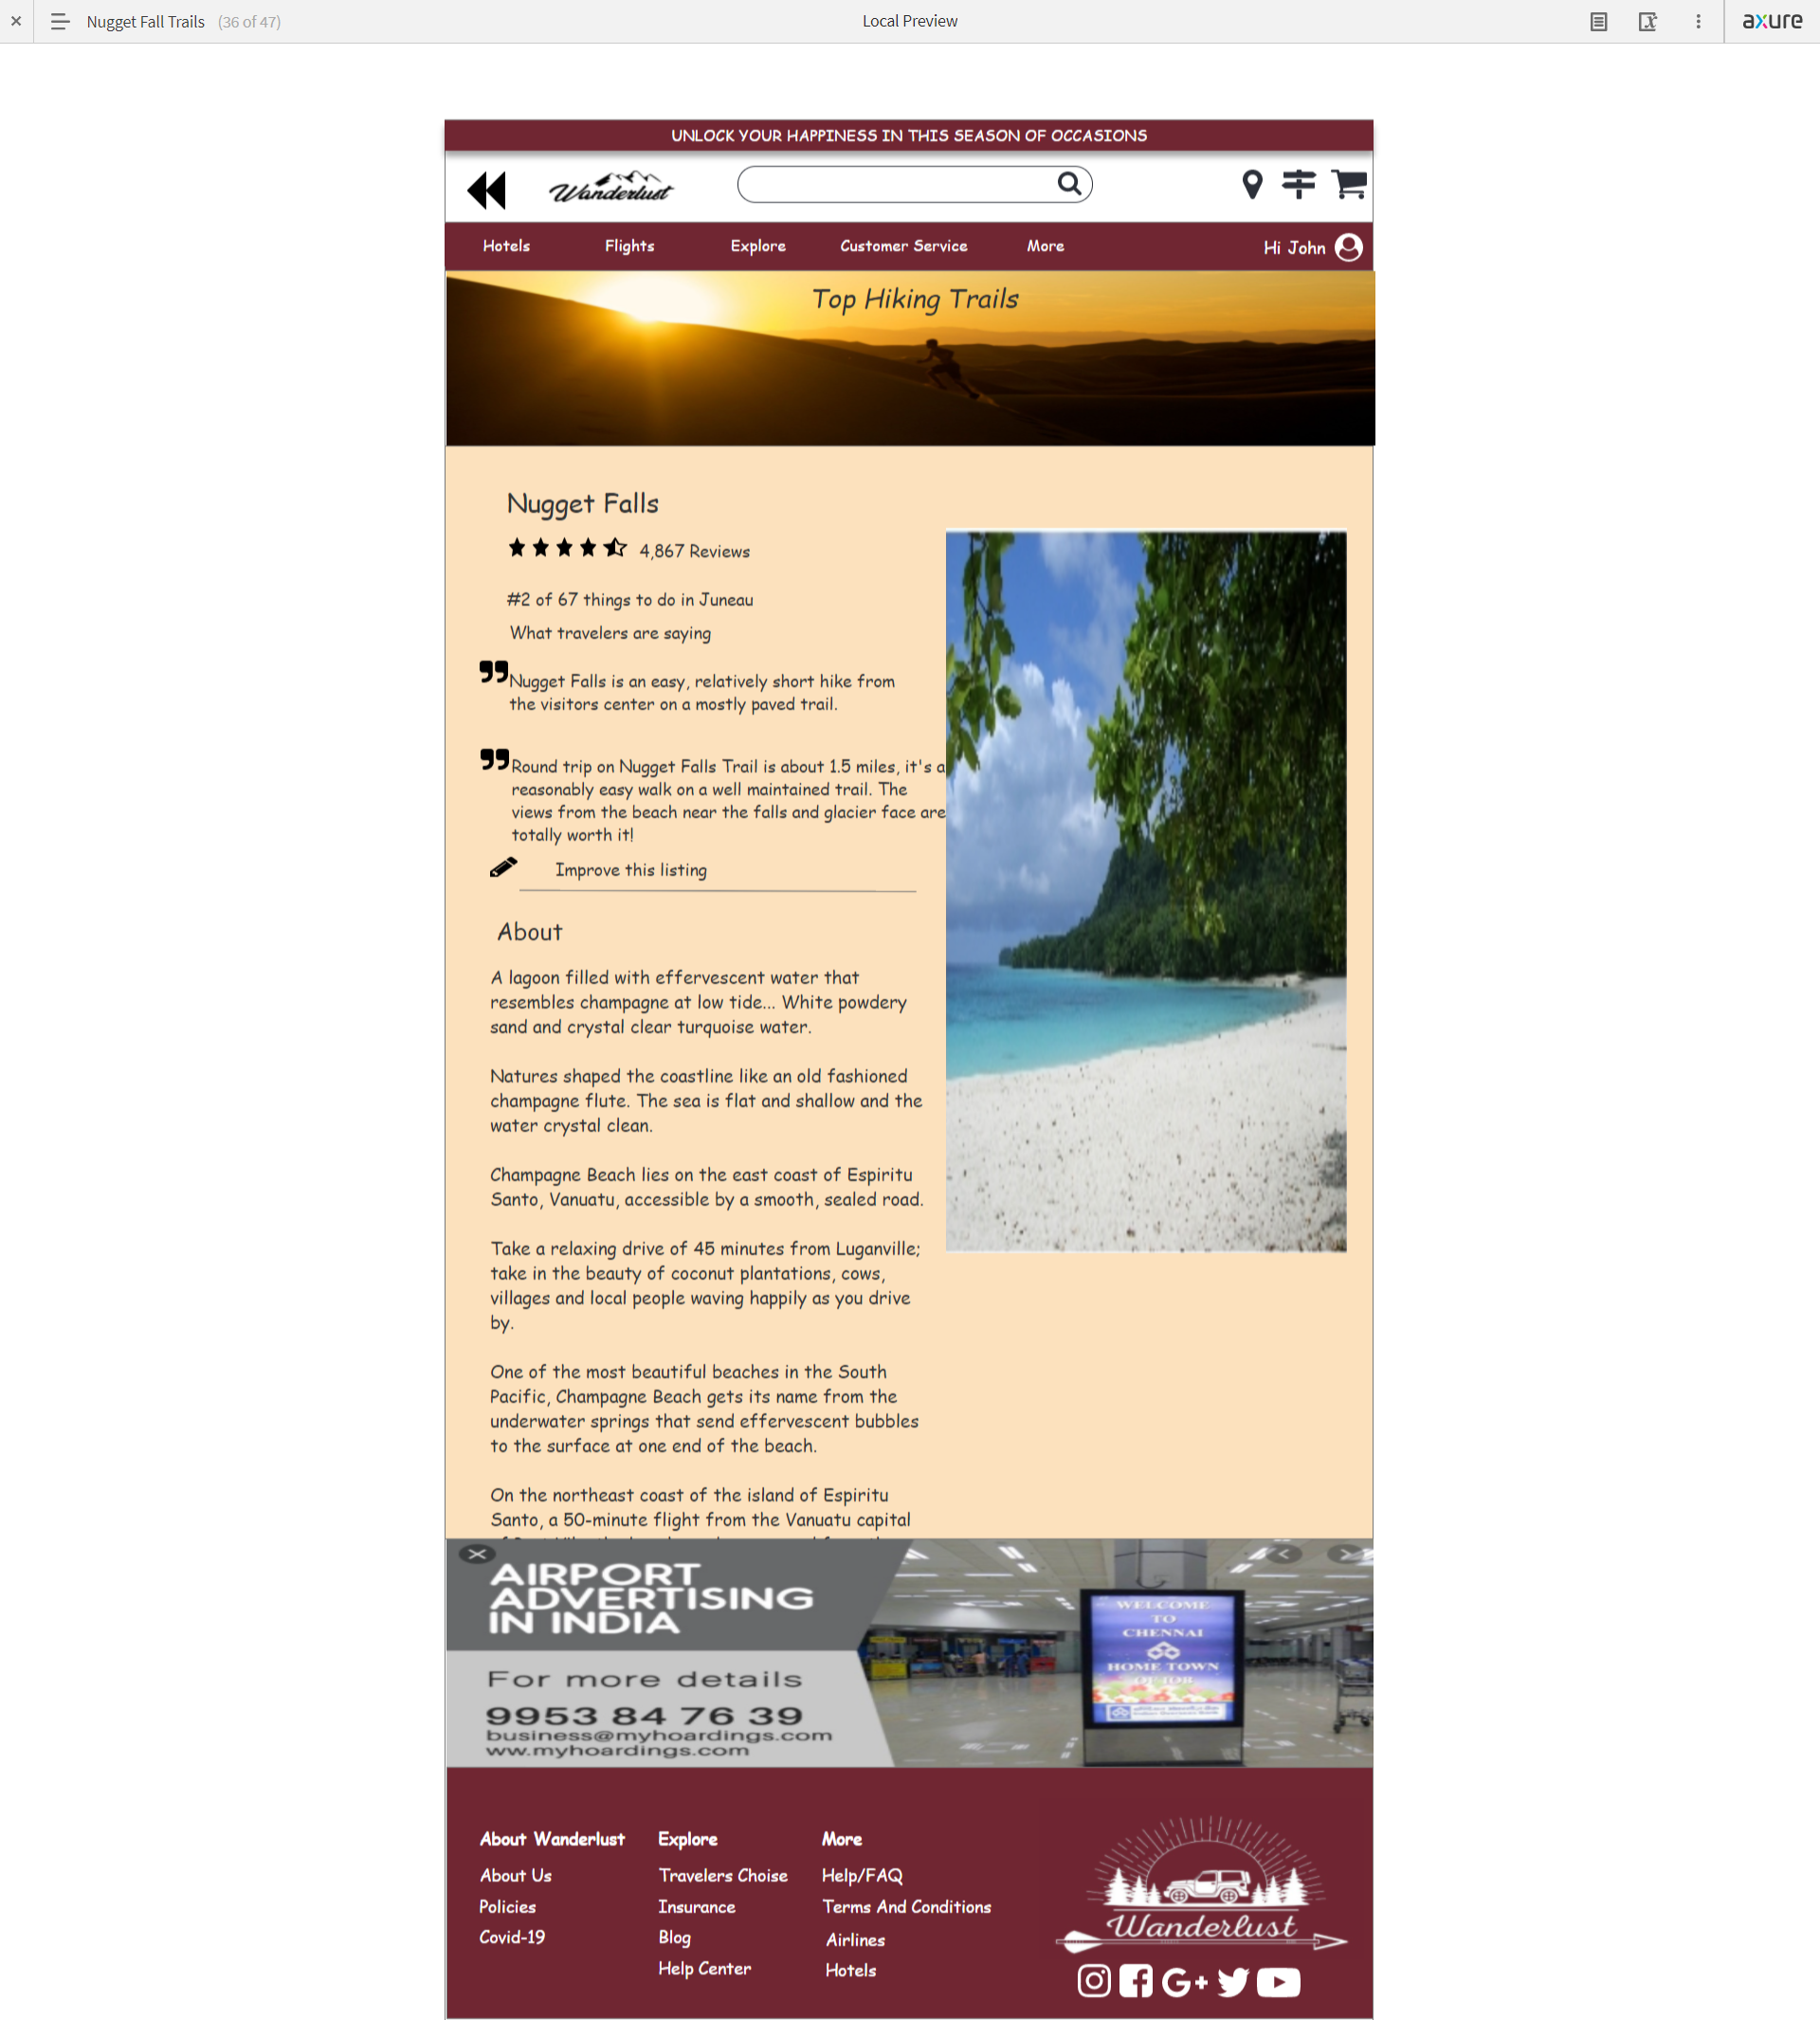 Nugget Fall Trails (36 of 47)
Local Preview
axure
UNLOCK YOUR HAPPINESS IN THIS SEASON OF OCCASIONS
Wanderlust
Hotels Flights Explore Customer Service More Hi John
Top Hiking Trails
Nugget Falls
4,867 Reviews
#2 of 67 things to do in Juneau
What travelers are saying
Nugget Falls is an easy, relatively short hike from
the visitors center on a mostly paved trail.
Round trip on Nugget Falls Trail is about 1.5 miles, it's a
reasonably easy walk on a well maintained trail. The
views from the beach near the falls and glacier face are
totally worth it!
Improve this listing
About
A lagoon filled with effervescent water that
resembles champagne at low tide... White powdery
sand and crystal clear turquoise water.
Natures shaped the coastline like an old fashioned
champagne flute. The sea is flat and shallow and the
water crystal clean.
Champagne Beach lies on the east coast of Espiritu
Santo, Vanuatu, accessible by a smooth, sealed road.
Take a relaxing drive of 45 minutes from Luganville;
take in the beauty of coconut plantations, cows,
villages and local people waving happily as you drive
by.
One of the most beautiful beaches in the South
Pacific, Champagne Beach gets its name from the
underwater springs that send effervescent bubbles
to the surface at one end of the beach.
On the northeast coast of the island of Espiritu
Santo, a 50-minute flight from the Vanuatu capital
AIRPORT
ADVERTISING
IN INDIA
For more details
9953 84 76 39
business@myhoardings.com
ww.myhoardings.com
WELCOME
TO
CHENNAI
HOME TOWN
About Wanderlust
About Us
Policies
Covid-19
Explore
Travelers Choise
Insurance
Blog
Help Center
More
Help/FAQ
Terms And Conditions
Airlines
Hotels
Wanderlust